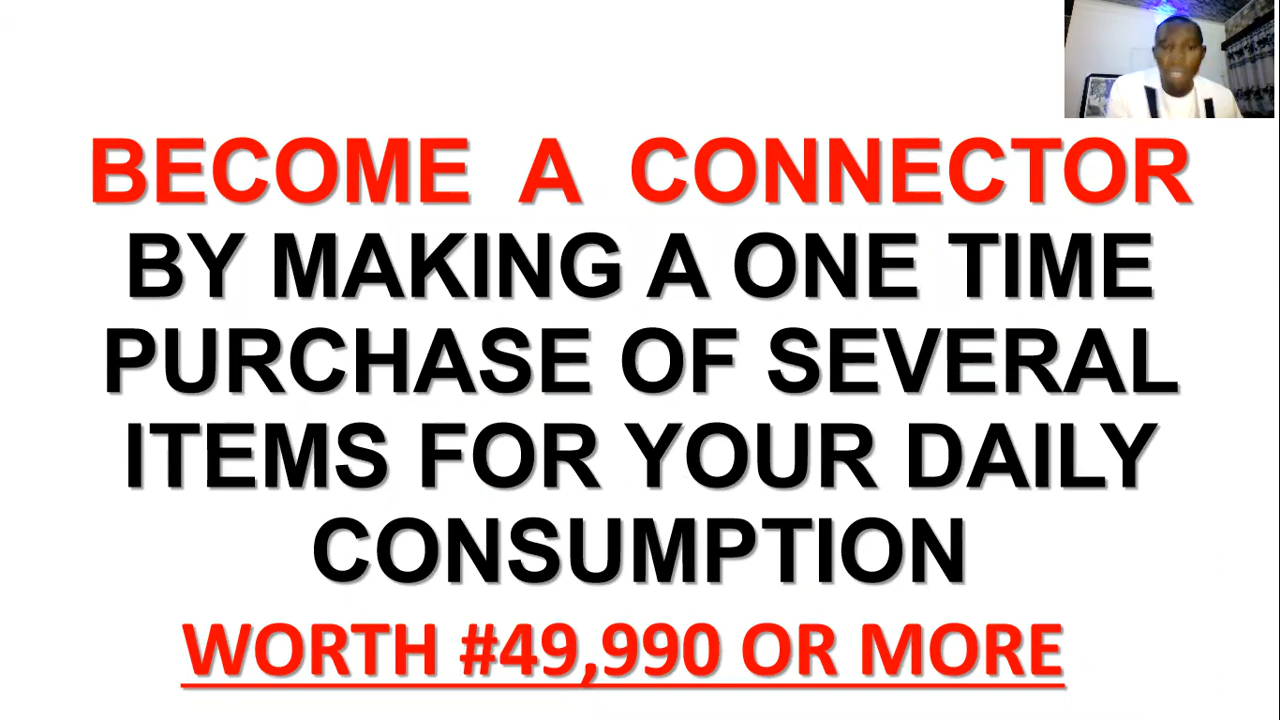 BECOME A CONNECTOR
BY MAKING A ONE TIME
PURCHASE OF SEVERAL
ITEMS FOR YOUR DAILY
CONSUMPTION
WORTH #49,990 OR MORE